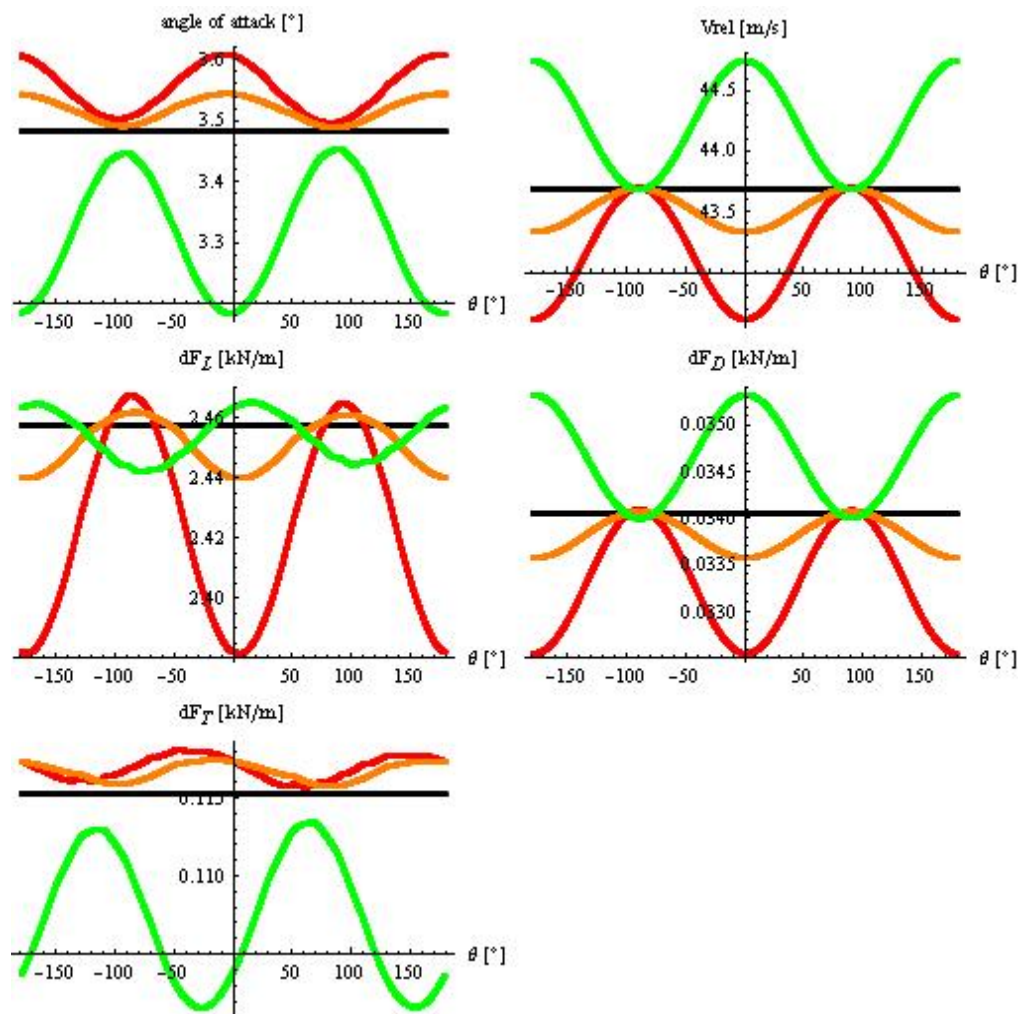 angle of attack [°]
3.6
3.5
3.4
3.3
−150 −100 −50 50 100 150 θ [°]
Vrel [m/s]
44.5
44.0
43.5
−150 −100 −50 50 100 150 θ [°]
dF_L [kN/m]
2.46
2.44
2.42
2.40
−150 −100 −50 50 100 150 θ [°]
dF_D [kN/m]
0.0350
0.0345
0.0340
0.0335
0.0330
−150 −100 −50 50 100 150 θ [°]
dF_T [kN/m]
0.115
0.110
−150 −100 −50 50 100 150 θ [°]